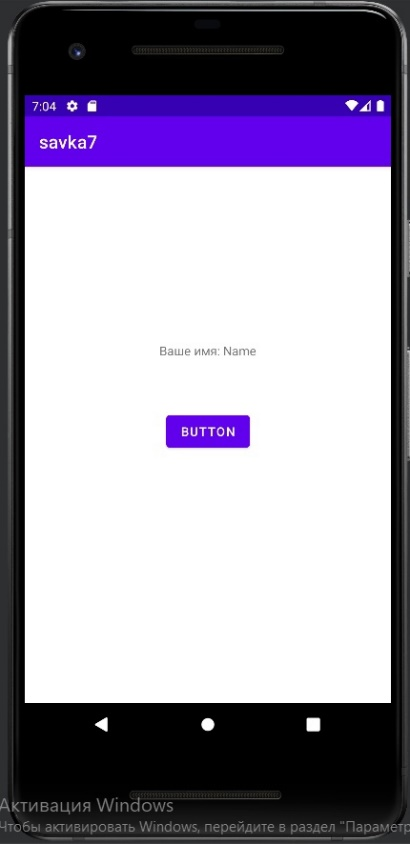 7:04
savka7
Ваше имя: Name
BUTTON
Активация Windows
Чтобы активировать Windows, перейдите в раздел "Параметр